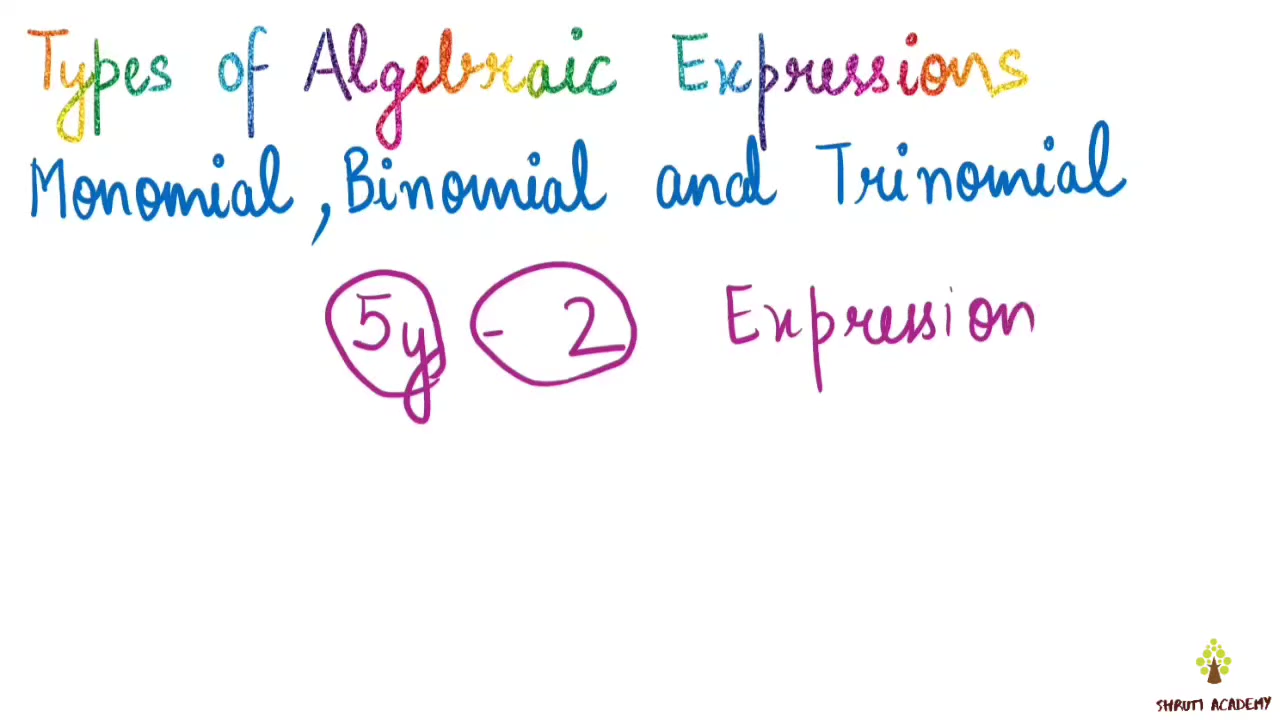 Types of Algebraic Expressions
Monomial, Binomial and Trinomial
5y - 2 Expression
SHRUTI ACADEMY